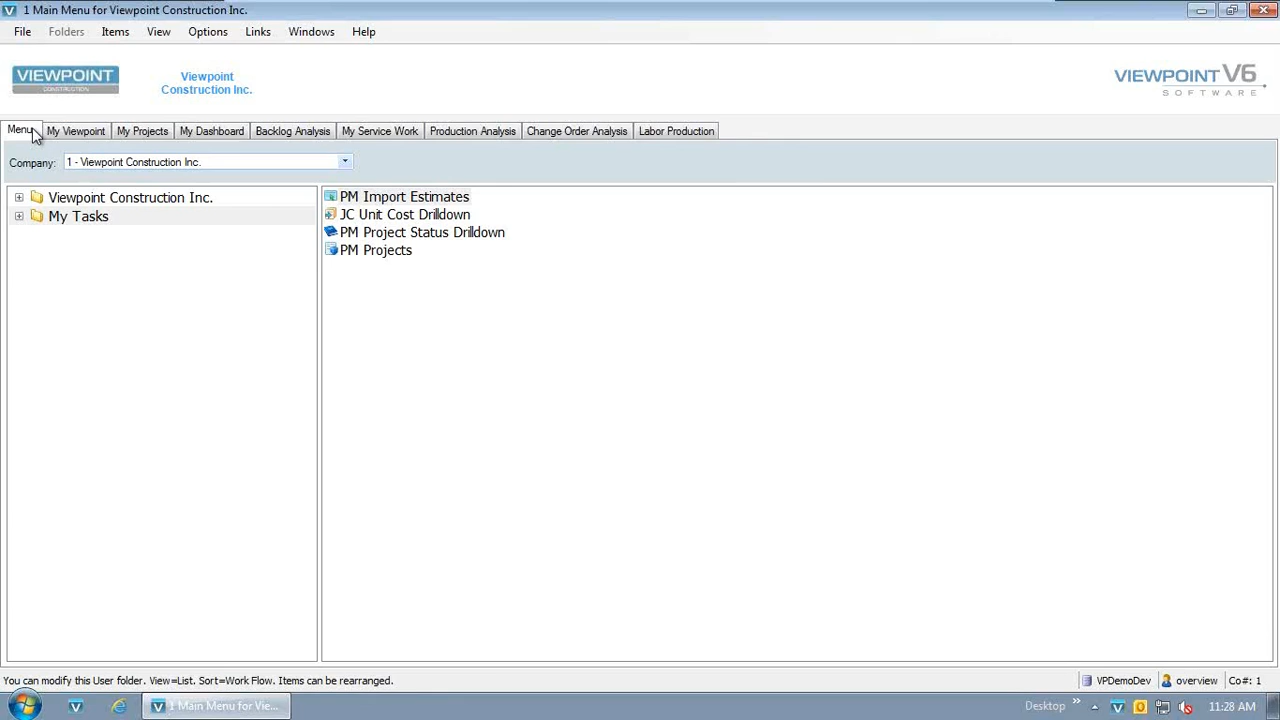 1 Main Menu for Viewpoint Construction Inc.
File Folders Items View Options Links Windows Help
VIEWPOINT
CONSTRUCTION
Viewpoint
Construction Inc.
VIEWPOINT V6
SOFTWARE
Menu My Viewpoint My Projects My Dashboard Backlog Analysis My Service Work Production Analysis Change Order Analysis Labor Production
Company: 1 - Viewpoint Construction Inc.
Viewpoint Construction Inc.
My Tasks
PM Import Estimates
JC Unit Cost Drilldown
PM Project Status Drilldown
PM Projects
You can modify this User folder. View=List. Sort=Work Flow. Items can be rearranged.
VPDemoDev overview Co#: 1
1 Main Menu for Vie... Desktop 11:28 AM